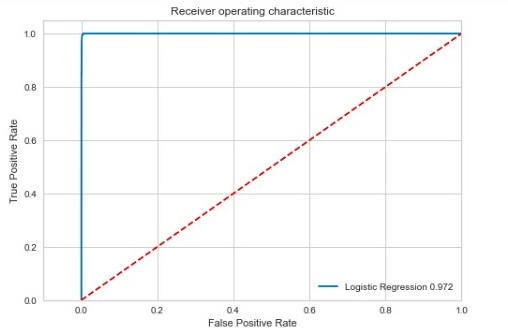 Receiver operating characteristic
1.0
0.8
0.6
0.4
0.2
0.0
True Positive Rate
0.0 0.2 0.4 0.6 0.8 1.0
False Positive Rate
Logistic Regression 0.972